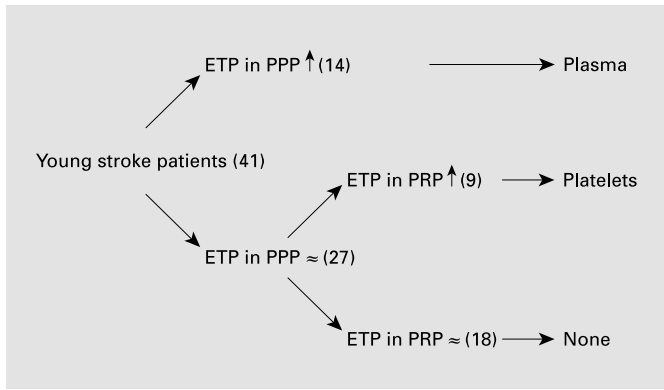 ETP in PPP ↑ (14) Plasma
Young stroke patients (41)
ETP in PRP ↑ (9) Platelets
ETP in PPP ≈ (27)
ETP in PRP ≈ (18) None